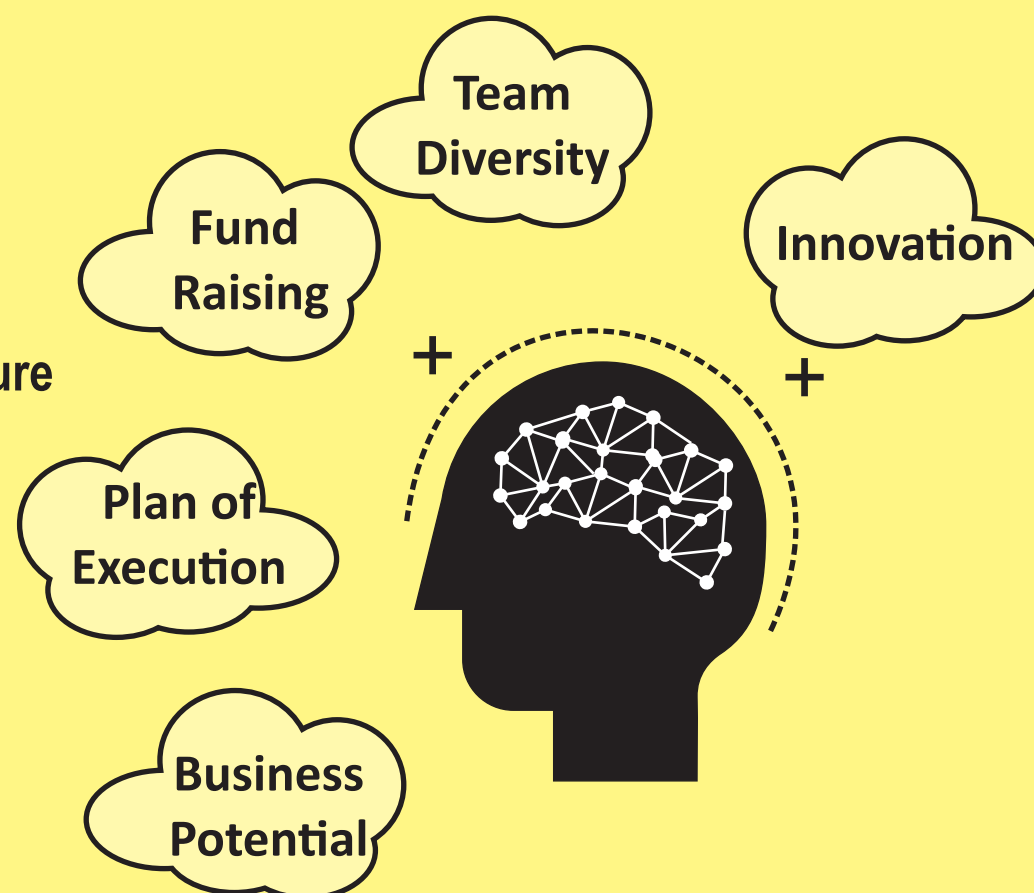 Team
Diversity
Innovation
Fund
Raising
+
+
ure
Plan of
Execution
Business
Potential